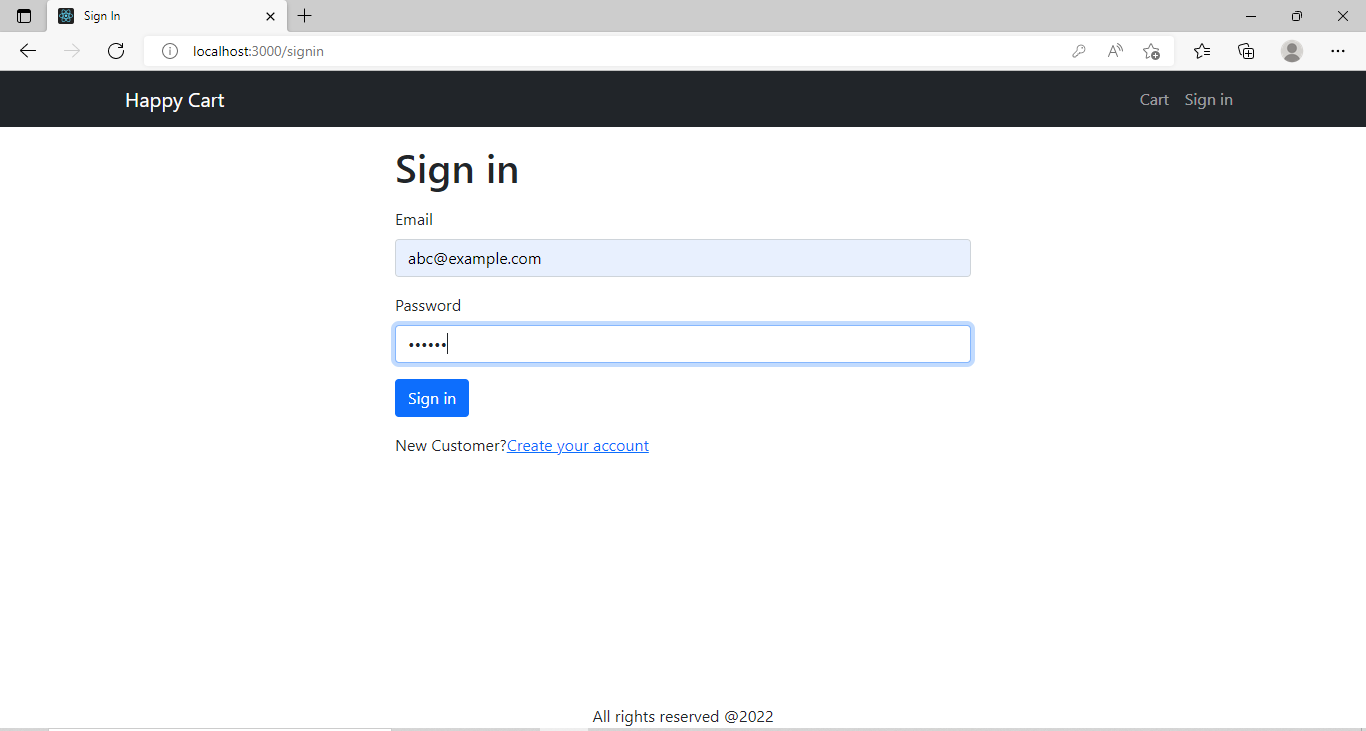 Sign In
localhost:3000/signin
Happy Cart
Cart Sign in
Sign in
Email
abc@example.com
Password
••••••
Sign in
New Customer?Create your account
All rights reserved @2022